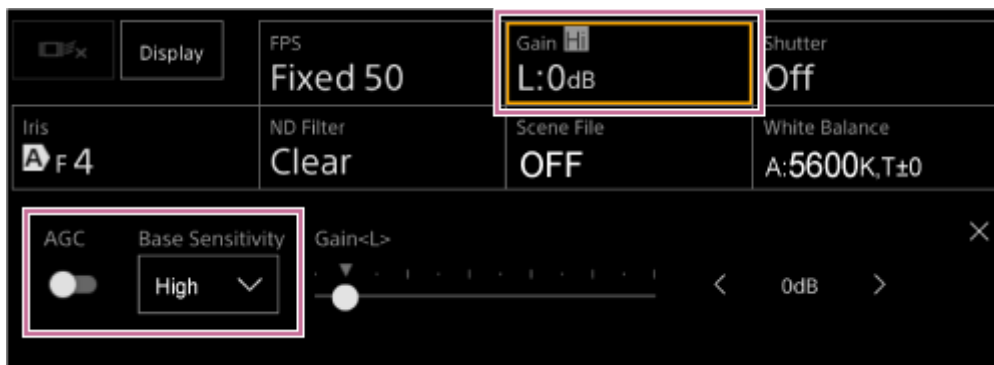 Display
FPS
Fixed 50
Gain Hi
L:0dB
Shutter
Off
Iris
A F4
ND Filter
Clear
Scene File
OFF
White Balance
A:5600K,T±0
AGC
Base Sensitivity
High
Gain<L>
0dB